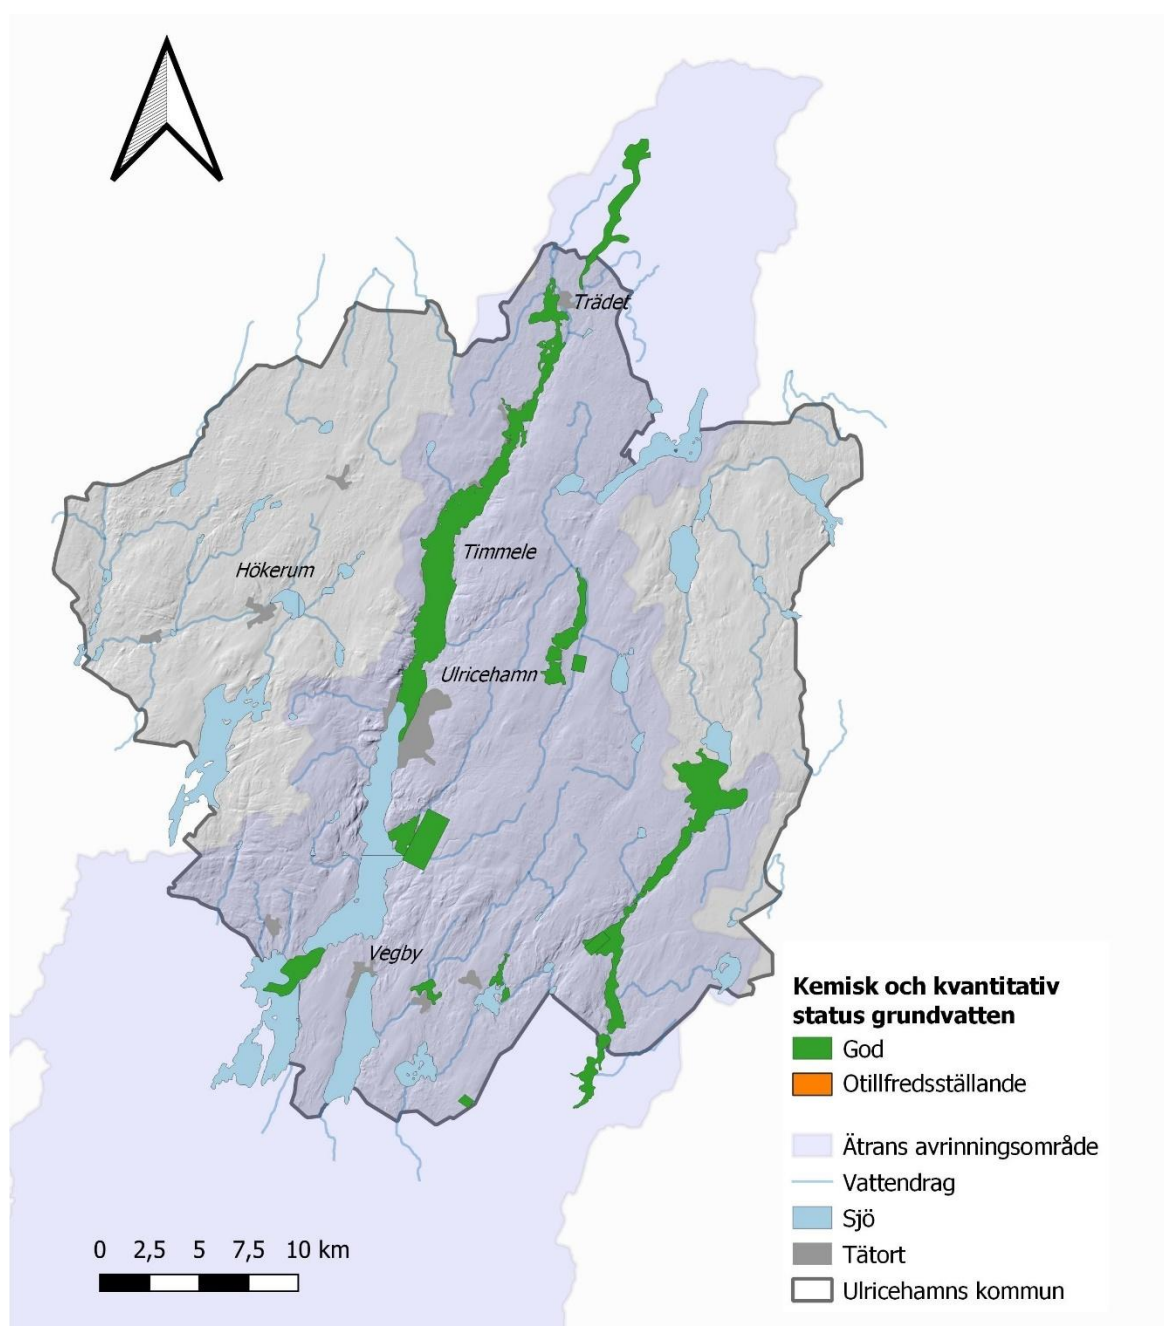 Trädet
Timmele
Hökerum
Ulricehamn
Vegby
Kemisk och kvantitativ
status grundvatten
God
Otillfredsställande
Ätrans avrinningsområde
Vattendrag
Sjö
Tätort
Ulricehamns kommun
0 2,5 5 7,5 10 km